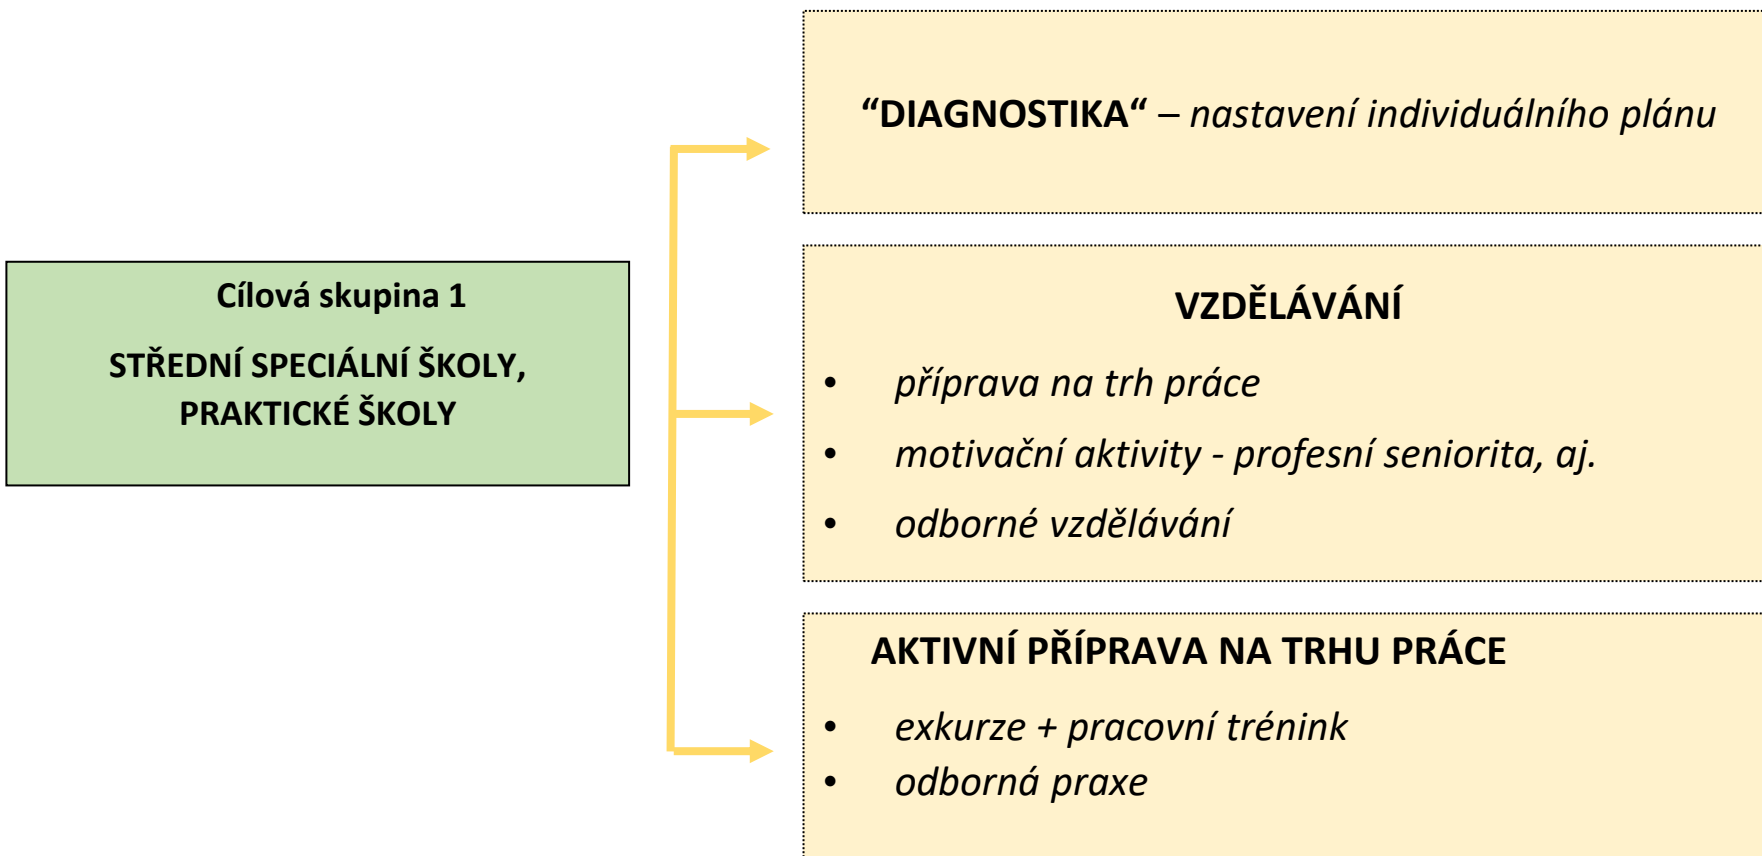 Cílová skupina 1
STŘEDNÍ SPECIÁLNÍ ŠKOLY,
PRAKTICKÉ ŠKOLY
“DIAGNOSTIKA“ – nastavení individuálního plánu
VZDĚLÁVÁNÍ
• příprava na trh práce
• motivační aktivity - profesní seniorita, aj.
• odborné vzdělávání
AKTIVNÍ PŘÍPRAVA NA TRHU PRÁCE
• exkurze + pracovní trénink
• odborná praxe